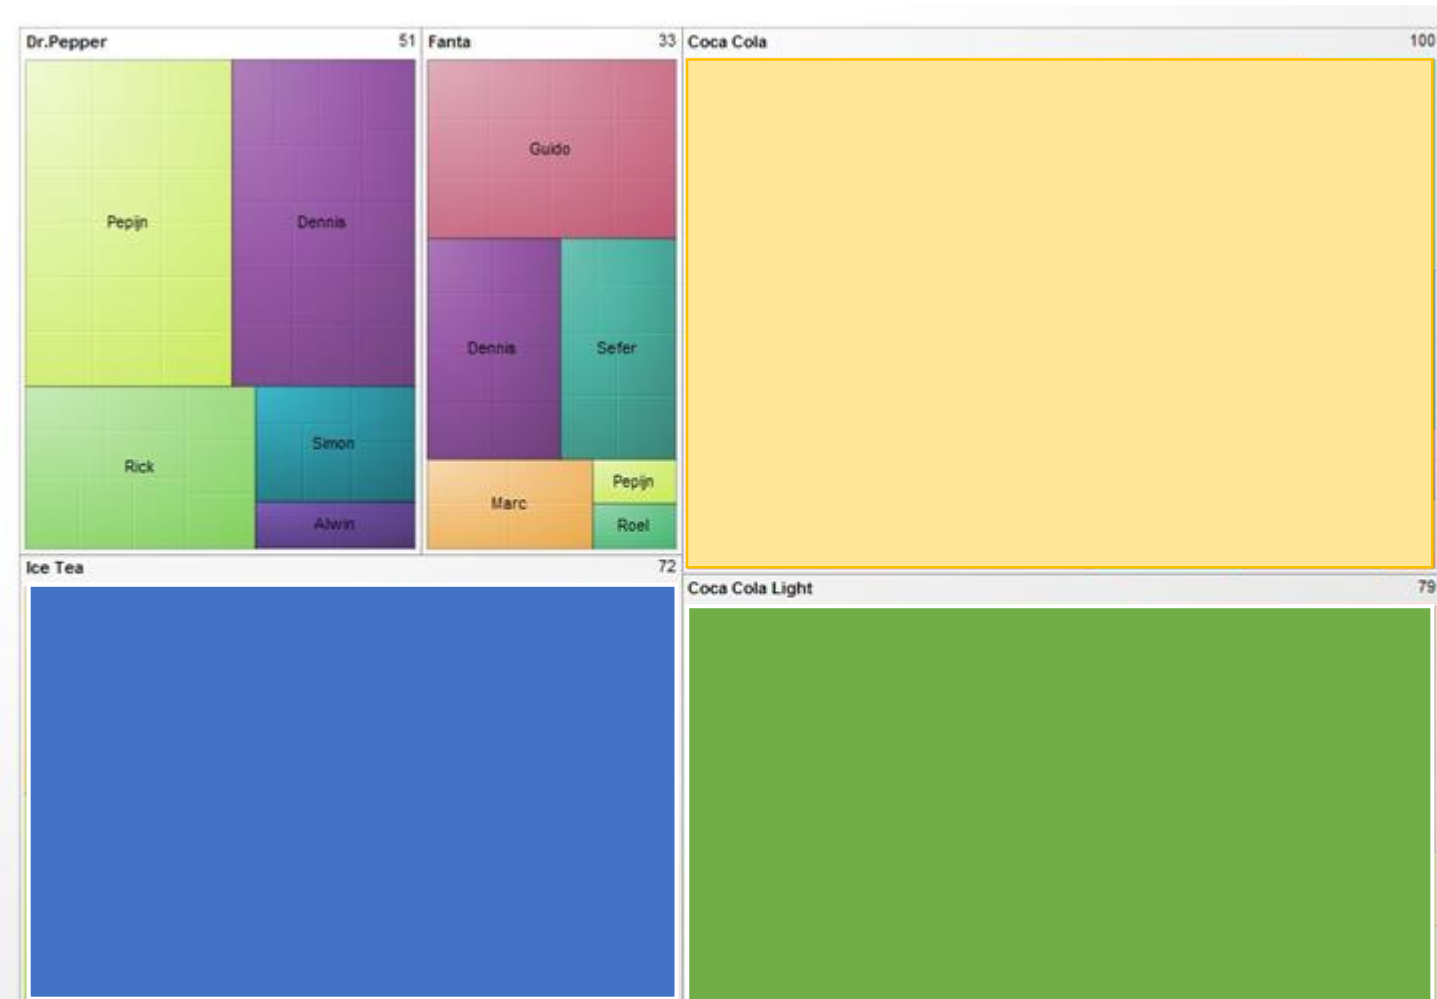 Dr.Pepper 51
Pepijn
Dennis
Rick
Simon
Alwin
Fanta 33
Guido
Dennis
Sefer
Marc
Pepijn
Roel
Coca Cola 100
Ice Tea 72
Coca Cola Light 79